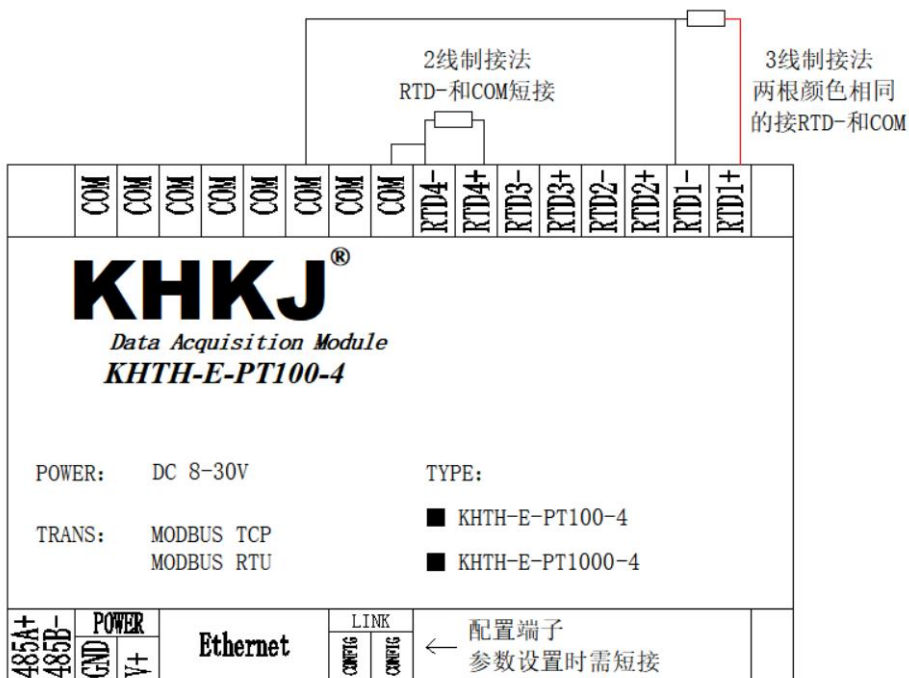 2线制接法
RTD-和COM短接
3线制接法
两根颜色相同
的接RTD-和COM
COM COM COM COM COM COM COM COM RTD4- RTD4+ RTD3- RTD3+ RTD2- RTD2+ RTD1- RTD1+
KHKJ®
Data Acquisition Module
KHTH-E-PT100-4
POWER: DC 8-30V
TRANS: MODBUS TCP
MODBUS RTU
TYPE:
■ KHTH-E-PT100-4
■ KHTH-E-PT1000-4
485A+
485B-
POWER
GND
V+
Ethernet
LINK
CONFIG
CONFIG
← 配置端子
参数设置时需短接